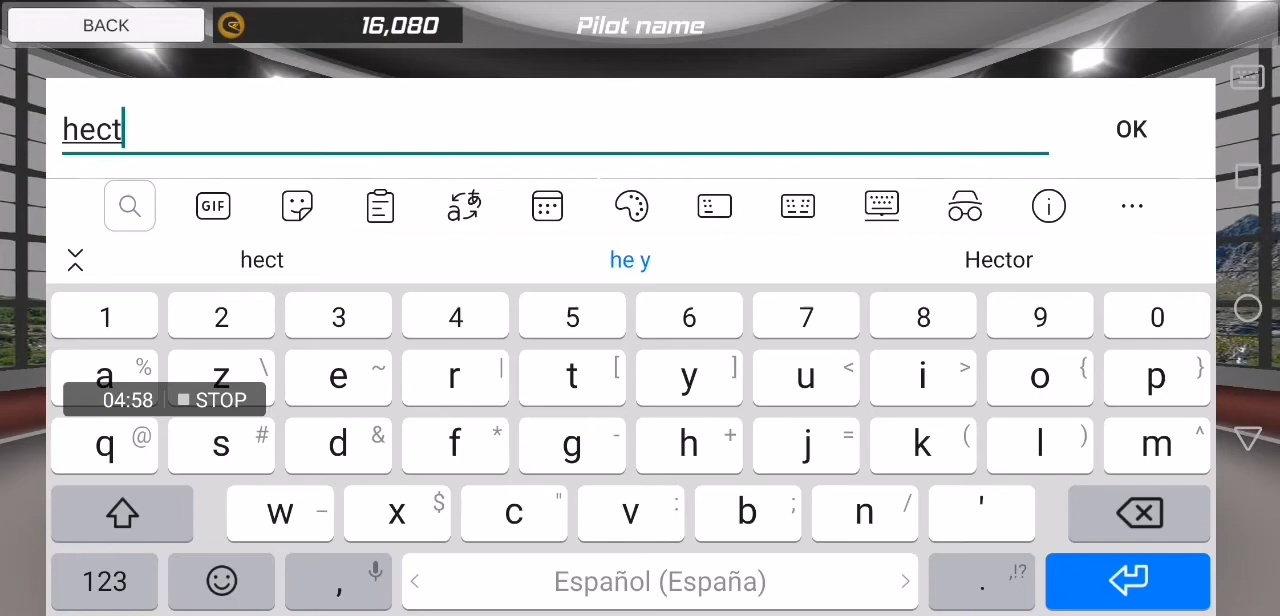 BACK 16,080 Pilot name
hect OK
GIF
hect he y Hector
1 2 3 4 5 6 7 8 9 0
a % z \ e ~ r | t [ y ] u < i > o { p }
04:58 STOP
q @ s # d & f * g - h + j = k ( l ) m ^
w _ x $ c " v : b ; n / '
123 , Español (España) . ,!?